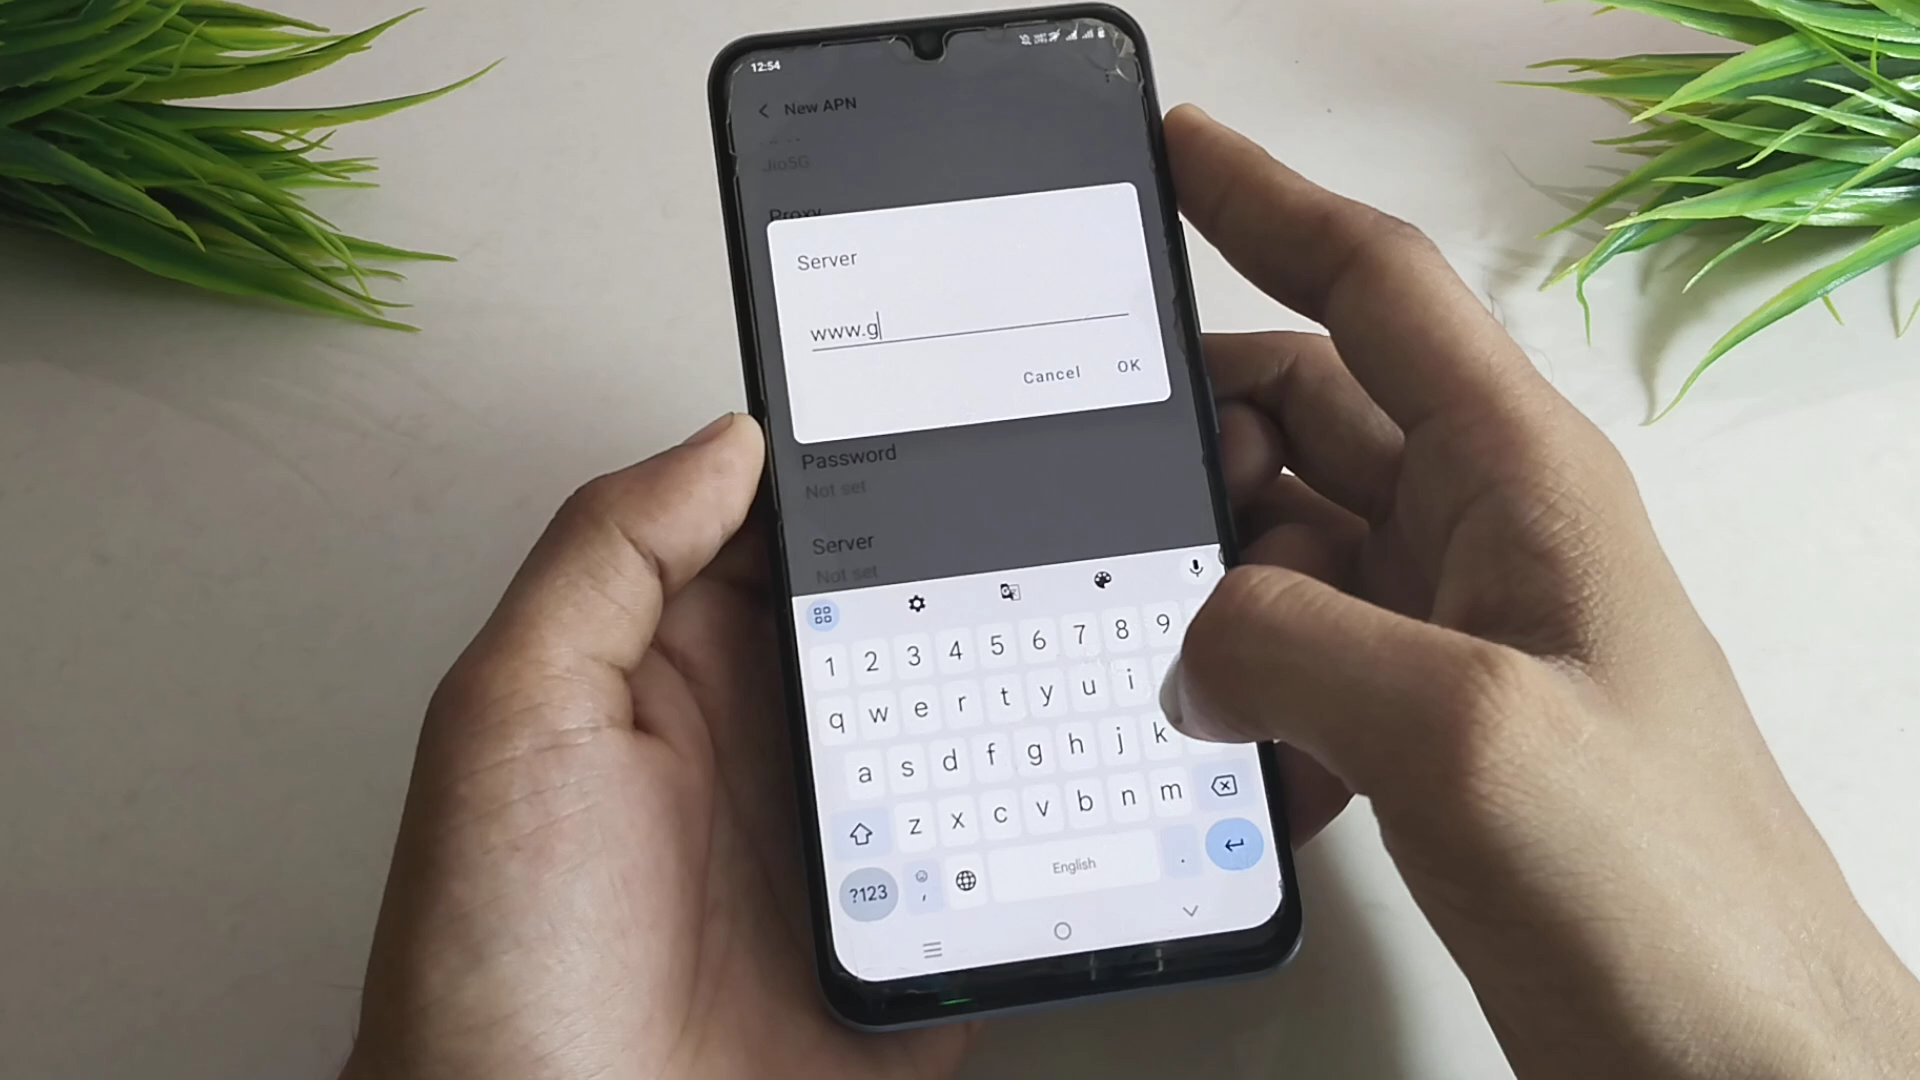 12:54
New APN
Jio5G
Proxy
Server
www.g
Cancel OK
Password
Not set
Server
Not set
1 2 3 4 5 6 7 8 9
q w e r t y u i
a s d f g h j k
z x c v b n m
?123 , English .